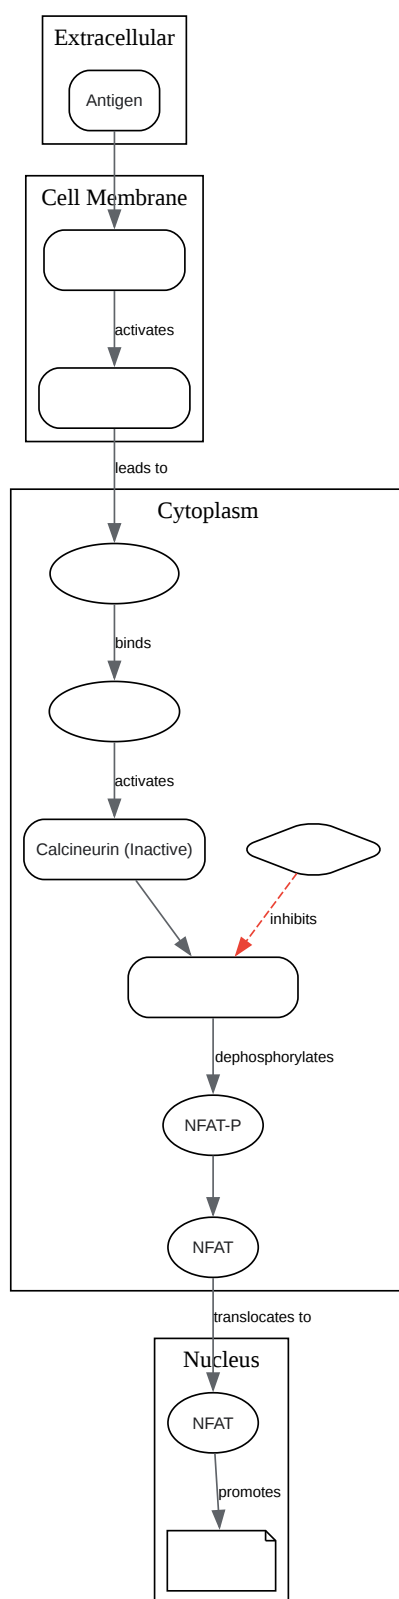 Extracellular
Antigen
Cell Membrane
activates
leads to
Cytoplasm
binds
activates
Calcineurin (Inactive)
inhibits
dephosphorylates
NFAT-P
NFAT
translocates to
Nucleus
NFAT
promotes